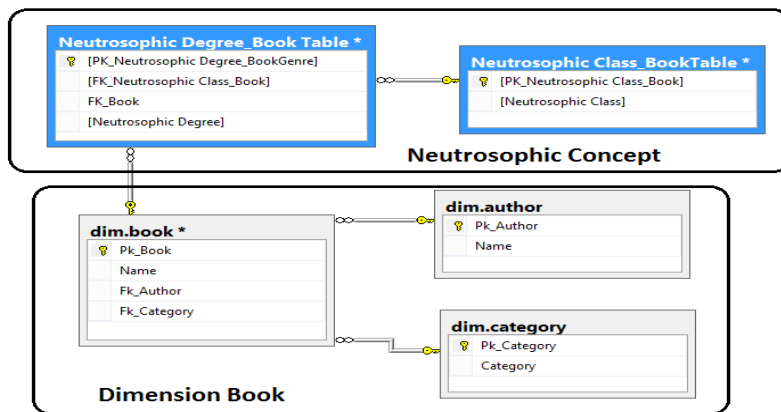 Neutrosophic Degree_Book Table *
[PK_Neutrosophic Degree_BookGenre]
[FK_Neutrosophic Class_Book]
FK_Book
[Neutrosophic Degree]
Neutrosophic Class_BookTable *
[PK_Neutrosophic Class_Book]
[Neutrosophic Class]
Neutrosophic Concept
dim.book *
Pk_Book
Name
Fk_Author
Fk_Category
dim.author
Pk_Author
Name
dim.category
Pk_Category
Category
Dimension Book